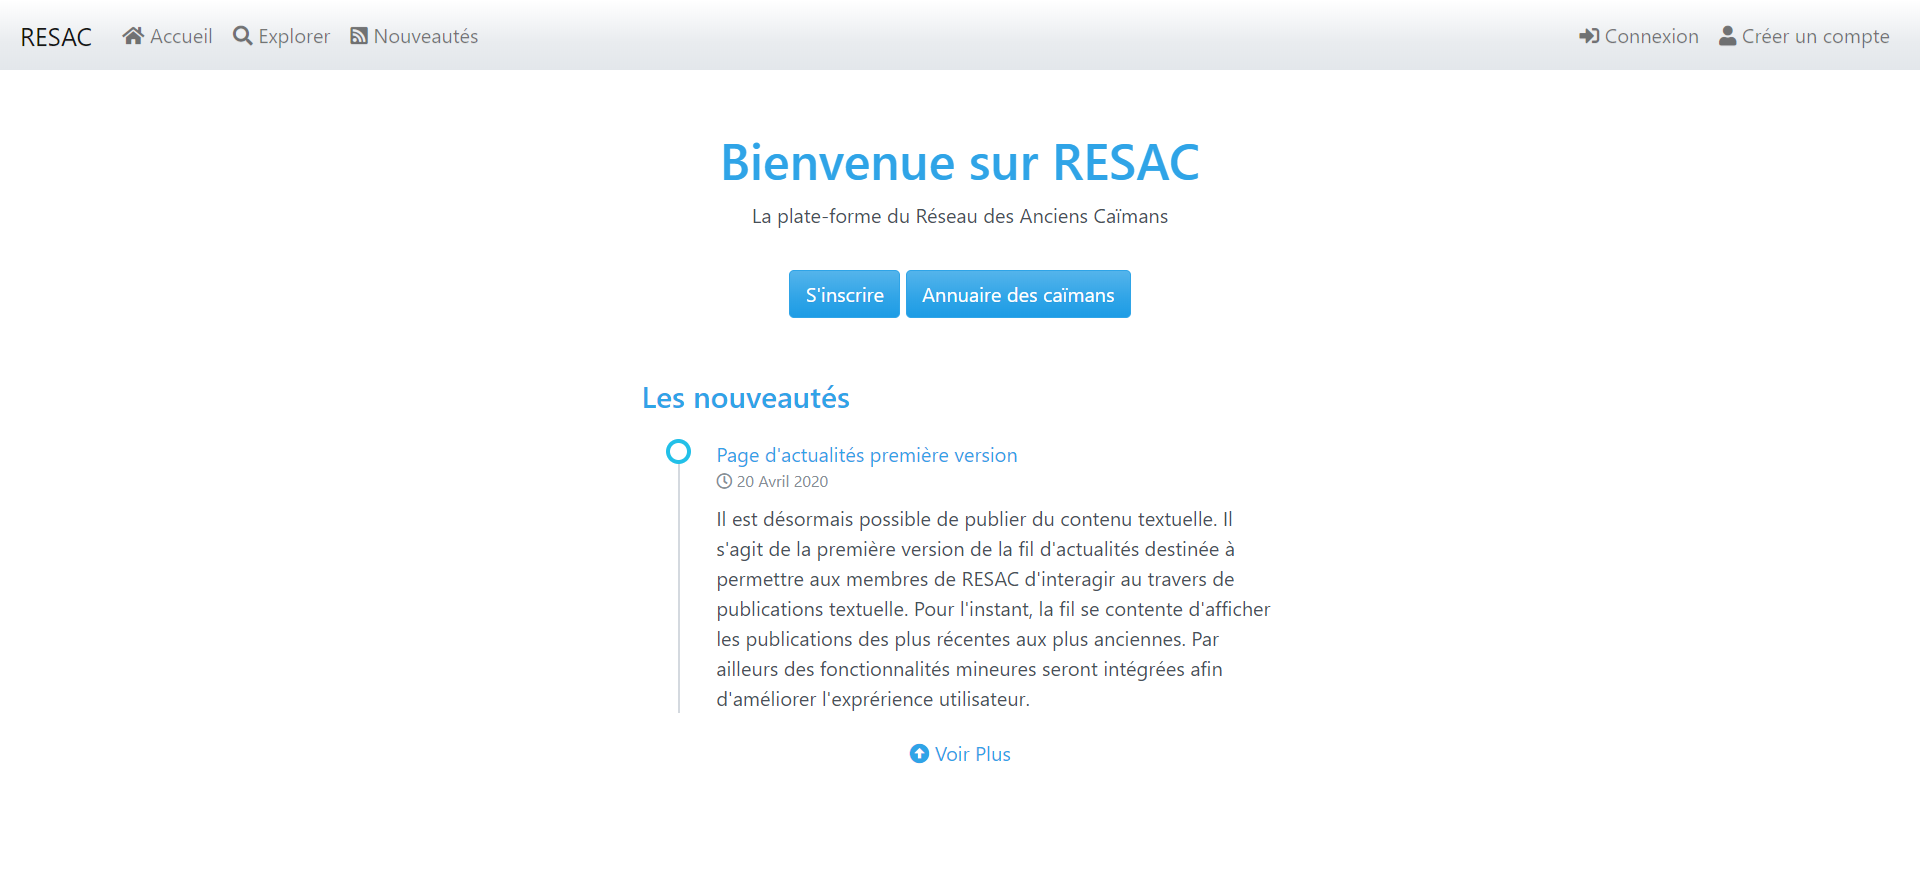 RESAC Accueil Explorer Nouveautés Connexion Créer un compte
Bienvenue sur RESAC
La plate-forme du Réseau des Anciens Caïmans
S'inscrire Annuaire des caïmans
Les nouveautés
Page d'actualités première version
20 Avril 2020
Il est désormais possible de publier du contenu textuelle. Il
s'agit de la première version de la fil d'actualités destinée à
permettre aux membres de RESAC d'interagir au travers de
publications textuelle. Pour l'instant, la fil se contente d'afficher
les publications des plus récentes aux plus anciennes. Par
ailleurs des fonctionnalités mineures seront intégrées afin
d'améliorer l'exprérience utilisateur.
Voir Plus